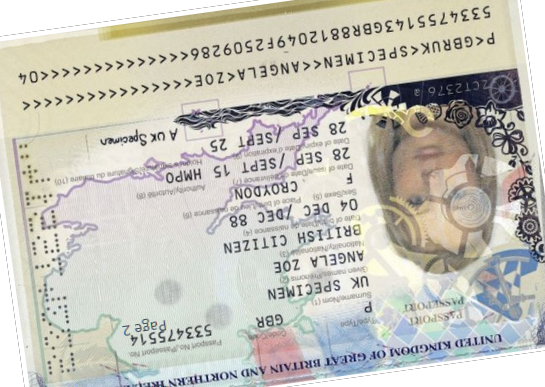 UNITED KINGDOM OF GREAT BRITAIN AND NORTHERN IRELAND
PASSPORT
PASSEPORT
Type/Type
P
Code/Code
GBR
Passport No./Passeport No.
533475514
Page 2
Surname/Nom (1)
UK SPECIMEN
Given names/Prénoms (2)
ANGELA ZOE
Nationality/Nationalité (3)
BRITISH CITIZEN
Date of birth/Date de naissance (4)
04 DEC /DEC 88
Sex/Sexe (5)
F
Place of birth/Lieu de naissance (6)
CROYDON
Date of issue/Date de délivrance (7)
28 SEP /SEPT 15
Authority/Autorité (8)
HMPO
Date of expiry/Date d'expiration (9)
28 SEP /SEPT 25
Holder's signature/Signature du titulaire (10)
A UK Specimen
P<GBRUK<SPECIMEN<<ANGELA<ZOE<<<<<<<<<<<<<<<<
5334755143GBR8812049F2509286<<<<<<<<<<<<<<04